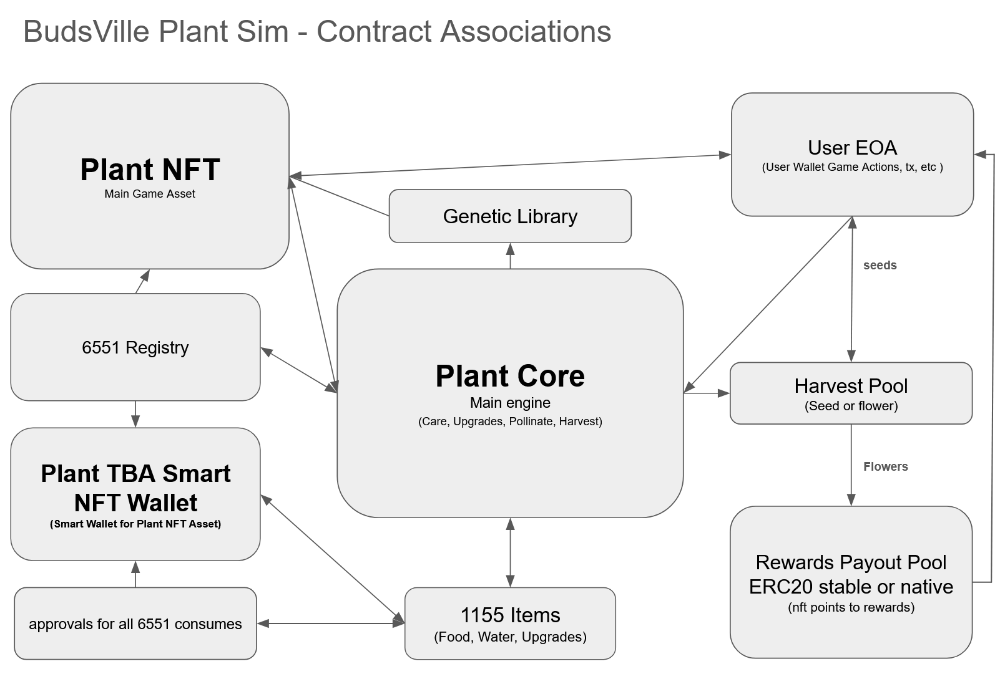 BudsVille Plant Sim - Contract Associations
Plant NFT
Main Game Asset
User EOA
(User Wallet Game Actions, tx, etc )
Genetic Library
seeds
6551 Registry
Plant Core
Main engine
(Care, Upgrades, Pollinate, Harvest)
Harvest Pool
(Seed or flower)
Plant TBA Smart
NFT Wallet
(Smart Wallet for Plant NFT Asset)
Flowers
Rewards Payout Pool
ERC20 stable or native
(nft points to rewards)
approvals for all 6551 consumes
1155 Items
(Food, Water, Upgrades)